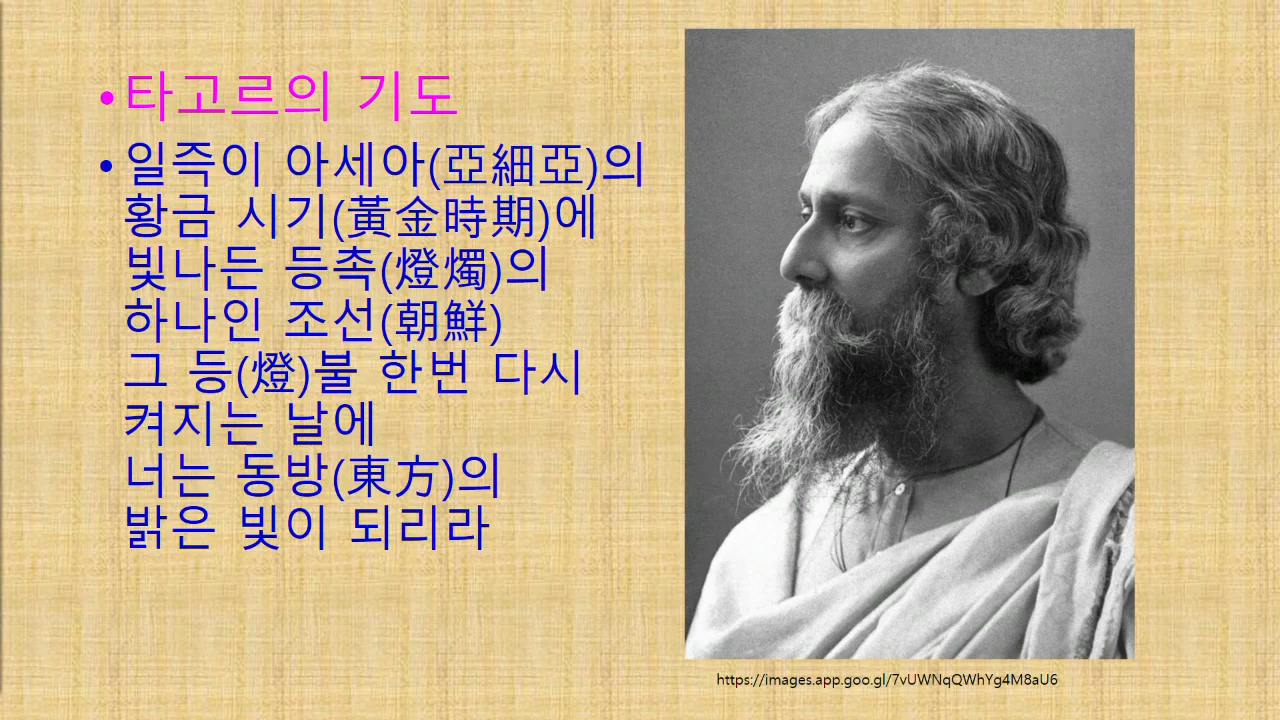 •타고르의 기도
•일즉이 아세아(亞細亞)의
황금 시기(黃金時期)에
빛나든 등촉(燈燭)의
하나인 조선(朝鮮)
그 등(燈)불 한번 다시
켜지는 날에
너는 동방(東方)의
밝은 빛이 되리라
https://images.app.goo.gl/7vUWNqQWhYg4M8aU6